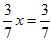 3/7 x = 3/7